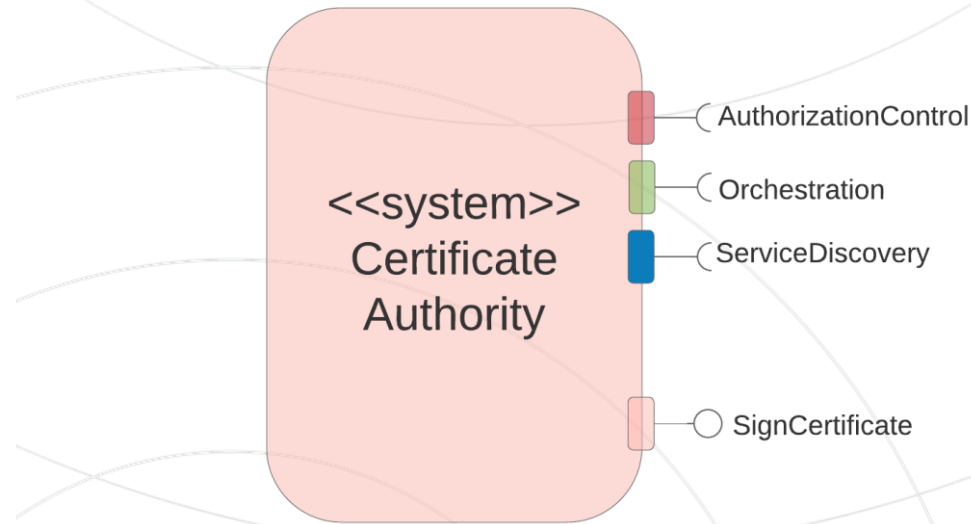 <<system>>
Certificate
Authority
AuthorizationControl
Orchestration
ServiceDiscovery
SignCertificate